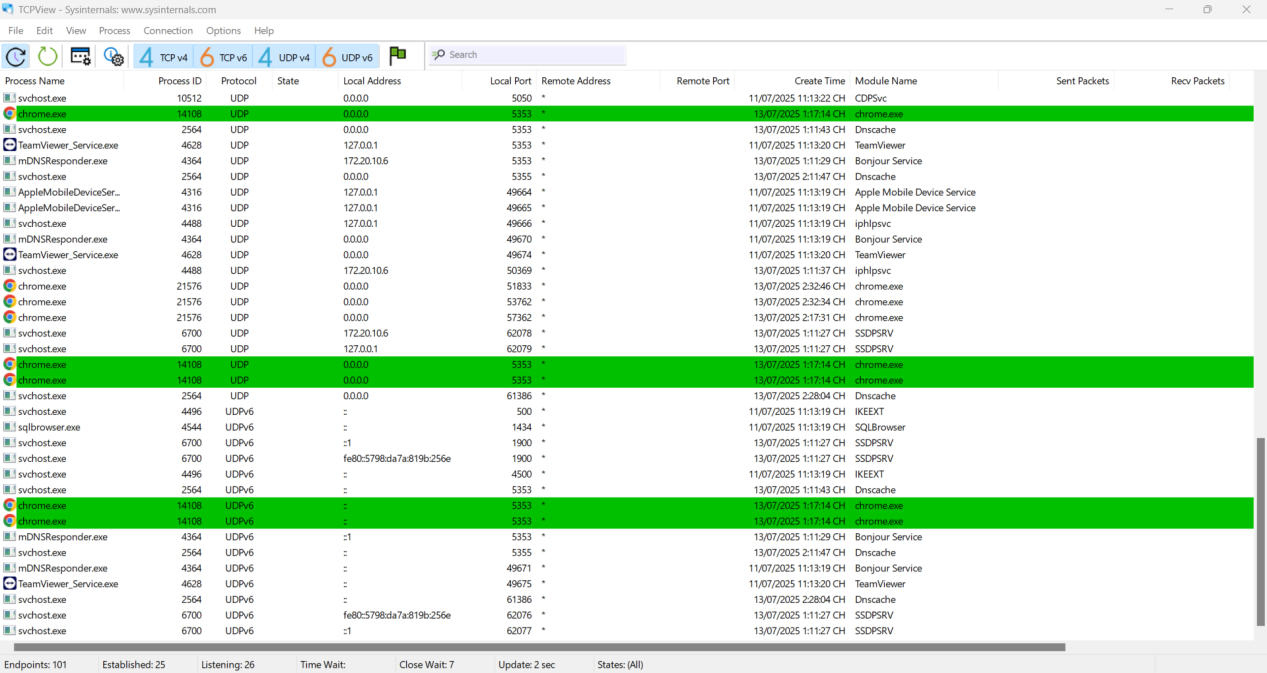 TCPView - Sysinternals: www.sysinternals.com
File Edit View Process Connection Options Help
4 TCP v4 6 TCP v6 4 UDP v4 6 UDP v6 Search
Process Name Process ID Protocol State Local Address Local Port Remote Address Remote Port Create Time Module Name Sent Packets Recv Packets
svchost.exe 10512 UDP 0.0.0.0 5050 * 11/07/2025 11:13:22 CH CDPSvc
chrome.exe 14108 UDP 0.0.0.0 5353 * 13/07/2025 1:17:14 CH chrome.exe
svchost.exe 2564 UDP 0.0.0.0 5353 * 13/07/2025 1:11:43 CH Dnscache
TeamViewer_Service.exe 4628 UDP 127.0.0.1 5353 * 11/07/2025 11:13:20 CH TeamViewer
mDNSResponder.exe 4364 UDP 172.20.10.6 5353 * 13/07/2025 1:11:29 CH Bonjour Service
svchost.exe 2564 UDP 0.0.0.0 5355 * 13/07/2025 2:11:47 CH Dnscache
AppleMobileDeviceSer... 4316 UDP 127.0.0.1 49664 * 11/07/2025 11:13:19 CH Apple Mobile Device Service
AppleMobileDeviceSer... 4316 UDP 127.0.0.1 49665 * 11/07/2025 11:13:19 CH Apple Mobile Device Service
svchost.exe 4488 UDP 127.0.0.1 49666 * 11/07/2025 11:13:19 CH iphlpsvc
mDNSResponder.exe 4364 UDP 0.0.0.0 49670 * 11/07/2025 11:13:19 CH Bonjour Service
TeamViewer_Service.exe 4628 UDP 0.0.0.0 49674 * 11/07/2025 11:13:20 CH TeamViewer
svchost.exe 4488 UDP 172.20.10.6 50369 * 13/07/2025 1:11:37 CH iphlpsvc
chrome.exe 21576 UDP 0.0.0.0 51833 * 13/07/2025 2:32:46 CH chrome.exe
chrome.exe 21576 UDP 0.0.0.0 53762 * 13/07/2025 2:32:34 CH chrome.exe
chrome.exe 21576 UDP 0.0.0.0 57362 * 13/07/2025 2:17:31 CH chrome.exe
svchost.exe 6700 UDP 172.20.10.6 62078 * 13/07/2025 1:11:27 CH SSDPSRV
svchost.exe 6700 UDP 127.0.0.1 62079 * 13/07/2025 1:11:27 CH SSDPSRV
chrome.exe 14108 UDP 0.0.0.0 5353 * 13/07/2025 1:17:14 CH chrome.exe
chrome.exe 14108 UDP 0.0.0.0 5353 * 13/07/2025 1:17:14 CH chrome.exe
svchost.exe 2564 UDP 0.0.0.0 61386 * 13/07/2025 2:28:04 CH Dnscache
svchost.exe 4496 UDPv6 :: 500 * 11/07/2025 11:13:19 CH IKEEXT
sqlbrowser.exe 4544 UDPv6 :: 1434 * 11/07/2025 11:13:19 CH SQLBrowser
svchost.exe 6700 UDPv6 ::1 1900 * 13/07/2025 1:11:27 CH SSDPSRV
svchost.exe 6700 UDPv6 fe80::5798:da7a:819b:256e 1900 * 13/07/2025 1:11:27 CH SSDPSRV
svchost.exe 4496 UDPv6 :: 4500 * 11/07/2025 11:13:19 CH IKEEXT
svchost.exe 2564 UDPv6 :: 5353 * 13/07/2025 1:11:43 CH Dnscache
chrome.exe 14108 UDPv6 :: 5353 * 13/07/2025 1:17:14 CH chrome.exe
chrome.exe 14108 UDPv6 :: 5353 * 13/07/2025 1:17:14 CH chrome.exe
mDNSResponder.exe 4364 UDPv6 ::1 5353 * 13/07/2025 1:11:29 CH Bonjour Service
svchost.exe 2564 UDPv6 :: 5355 * 13/07/2025 2:11:47 CH Dnscache
mDNSResponder.exe 4364 UDPv6 :: 49671 * 11/07/2025 11:13:19 CH Bonjour Service
TeamViewer_Service.exe 4628 UDPv6 :: 49675 * 11/07/2025 11:13:20 CH TeamViewer
svchost.exe 2564 UDPv6 :: 61386 * 13/07/2025 2:28:04 CH Dnscache
svchost.exe 6700 UDPv6 fe80::5798:da7a:819b:256e 62076 * 13/07/2025 1:11:27 CH SSDPSRV
svchost.exe 6700 UDPv6 ::1 62077 * 13/07/2025 1:11:27 CH SSDPSRV
Endpoints: 101 Established: 25 Listening: 26 Time Wait: Close Wait: 7 Update: 2 sec States: (All)